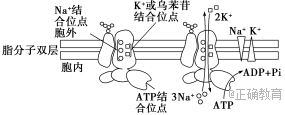 Na⁺结
合位点
胞外
K⁺或乌苯苷
结合位点
2K⁺
Na⁺ K⁺
脂分子双层
胞内
ADP+Pi
ATP结
合位点
3Na⁺
ATP
@正确教育